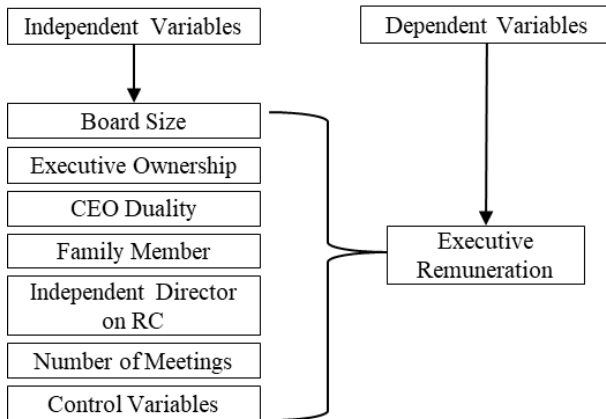 Independent Variables
Dependent Variables
Board Size
Executive Ownership
CEO Duality
Family Member
Executive
Remuneration
Independent Director
on RC
Number of Meetings
Control Variables